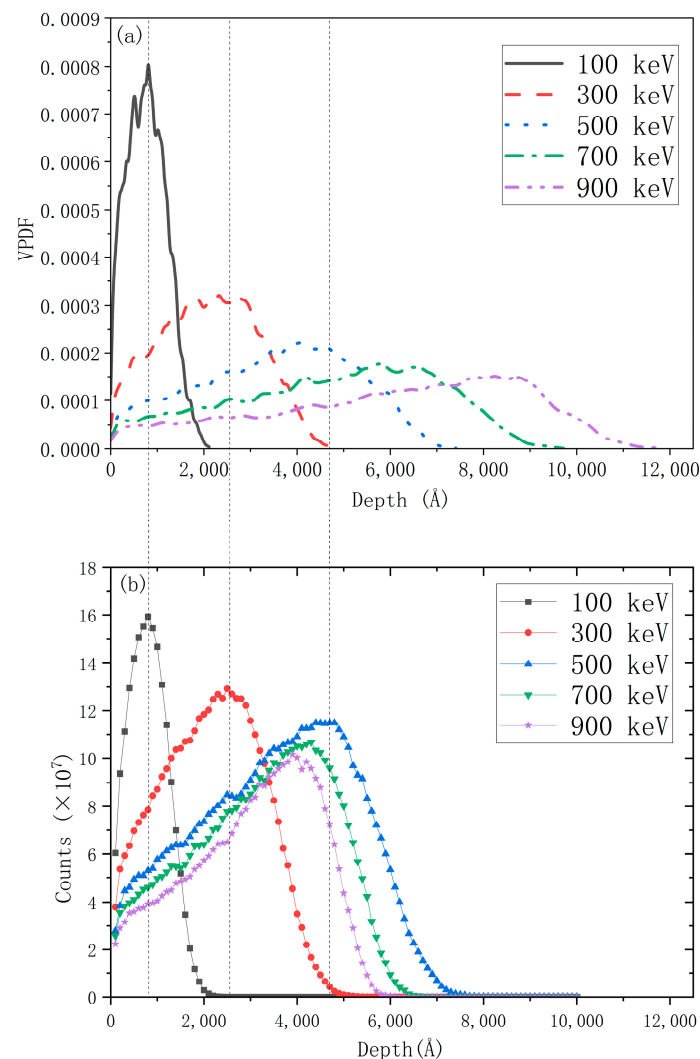 (a)
0.0009
0.0008
0.0007
0.0006
0.0005
0.0004
0.0003
0.0002
0.0001
0.0000
VPDF
100 keV
300 keV
500 keV
700 keV
900 keV
0 2,000 4,000 6,000 8,000 10,000 12,000
Depth (Å)
(b)
18
16
14
12
10
8
6
4
2
0
Counts (×10⁷)
100 keV
300 keV
500 keV
700 keV
900 keV
0 2,000 4,000 6,000 8,000 10,000 12,000
Depth(Å)